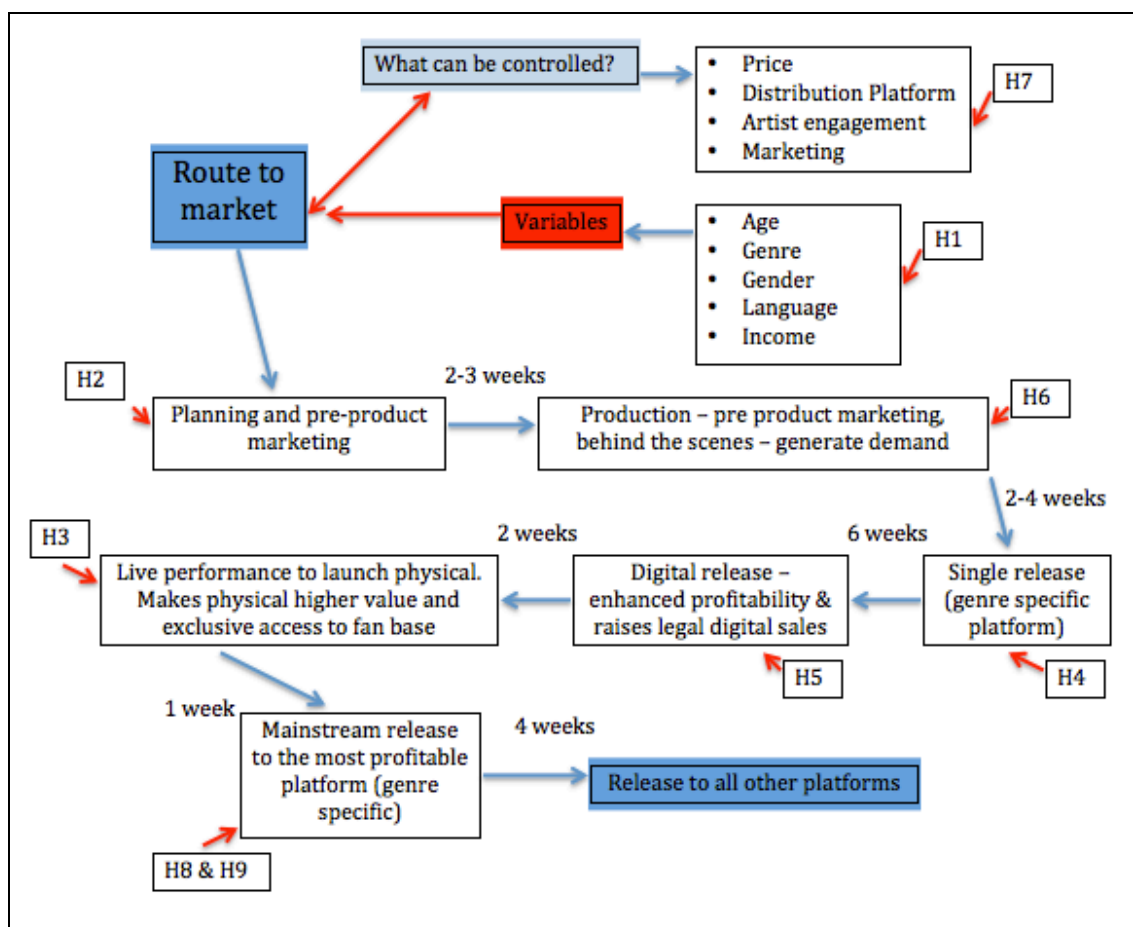 What can be controlled?
• Price
• Distribution Platform
• Artist engagement
• Marketing
H7
Route to
market
Variables
• Age
• Genre
• Gender
• Language
• Income
H1
H2
Planning and pre-product
marketing
2-3 weeks
Production – pre product marketing,
behind the scenes – generate demand
H6
2-4 weeks
H3
Live performance to launch physical.
Makes physical higher value and
exclusive access to fan base
2 weeks
Digital release –
enhanced profitability &
raises legal digital sales
H5
6 weeks
Single release
(genre specific
platform)
H4
1 week
Mainstream release
to the most profitable
platform (genre
specific)
H8 & H9
4 weeks
Release to all other platforms